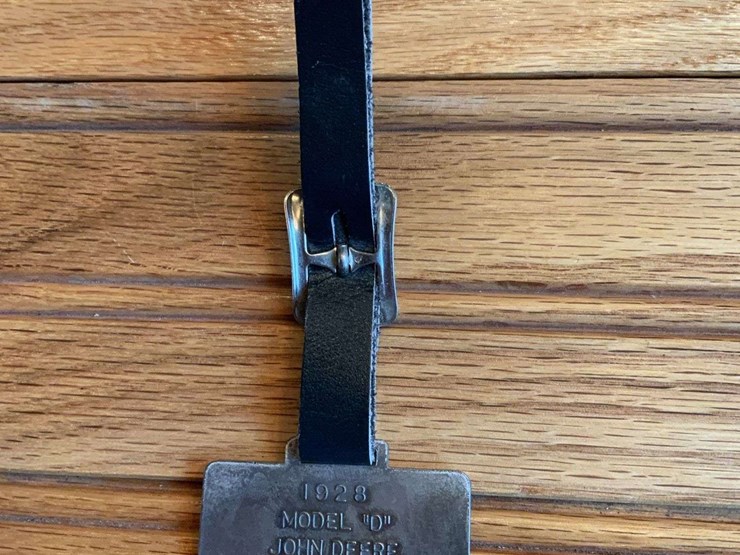 1928
MODEL "D"
JOHN DEERE